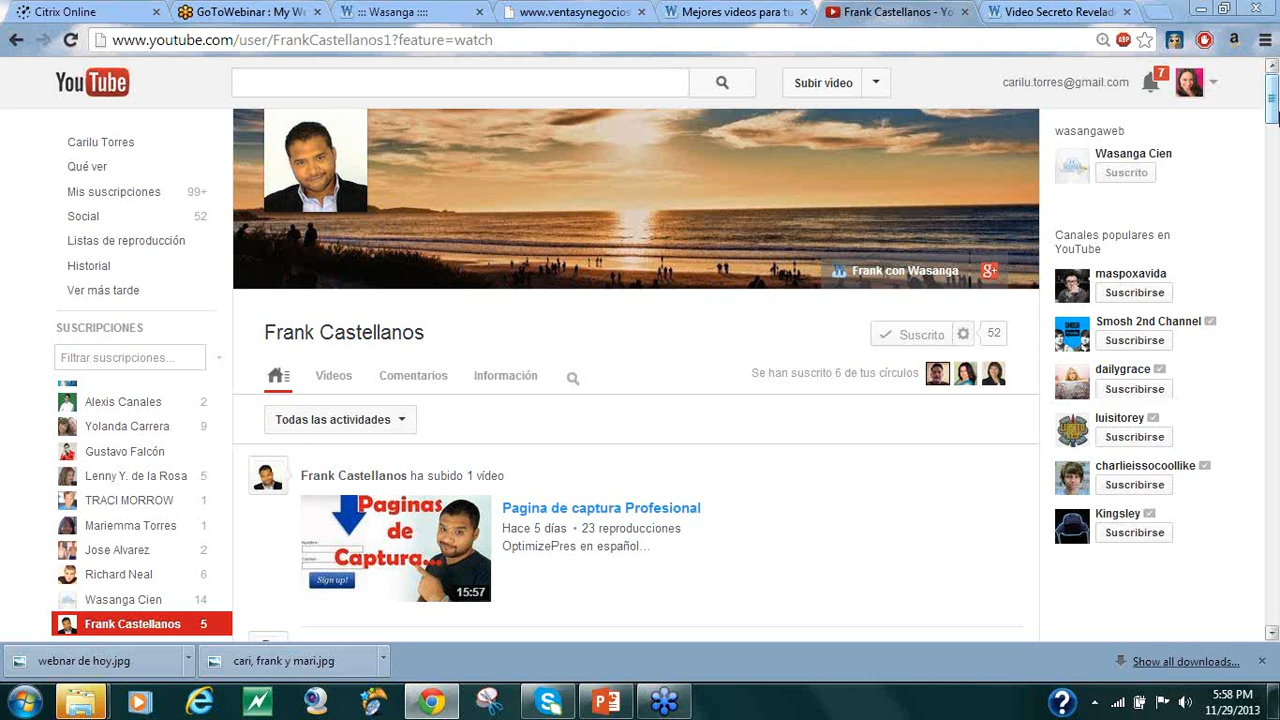 Citrix Online
GoToWebinar : My We
::: Wasanga ::::
www.ventasynegocios
Mejores videos para tu
Frank Castellanos - Yo
Video Secreto Revelad
www.youtube.com/user/FrankCastellanos1?feature=watch
ABP
a
YouTube
Subir vídeo
carilu.torres@gmail.com
7
Carilu Torres
Qué ver
Mis suscripciones 99+
Social 52
Listas de reproducción
Historial
Ver más tarde
SUSCRIPCIONES
Filtrar suscripciones...
Alexis Canales 2
Yolanda Carrera 9
Gustavo Falcón
Lenny Y. de la Rosa 5
TRACI MORROW 1
Mariemma Torres 1
Jose Alvarez 2
Richard Neal 6
Wasanga Cien 14
Frank Castellanos 5
Frank con Wasanga
g+
Frank Castellanos
Suscrito
52
Vídeos
Comentarios
Información
Se han suscrito 6 de tus círculos
Todas las actividades
Frank Castellanos ha subido 1 vídeo
Paginas
de
Captura...
Sign up!
15:57
Pagina de captura Profesional
Hace 5 días • 23 reproducciones
OptimizePres en español...
wasangaweb
Wasanga Cien
Suscrito
Canales populares en
YouTube
maspoxavida
Suscribirse
Smosh 2nd Channel
Suscribirse
dailygrace
Suscribirse
luisitorey
Suscribirse
charlieissocoollike
Suscribirse
Kingsley
Suscribirse
webnar de hoy.jpg
cari, frank y mari.jpg
Show all downloads...
5:58 PM
11/29/2013